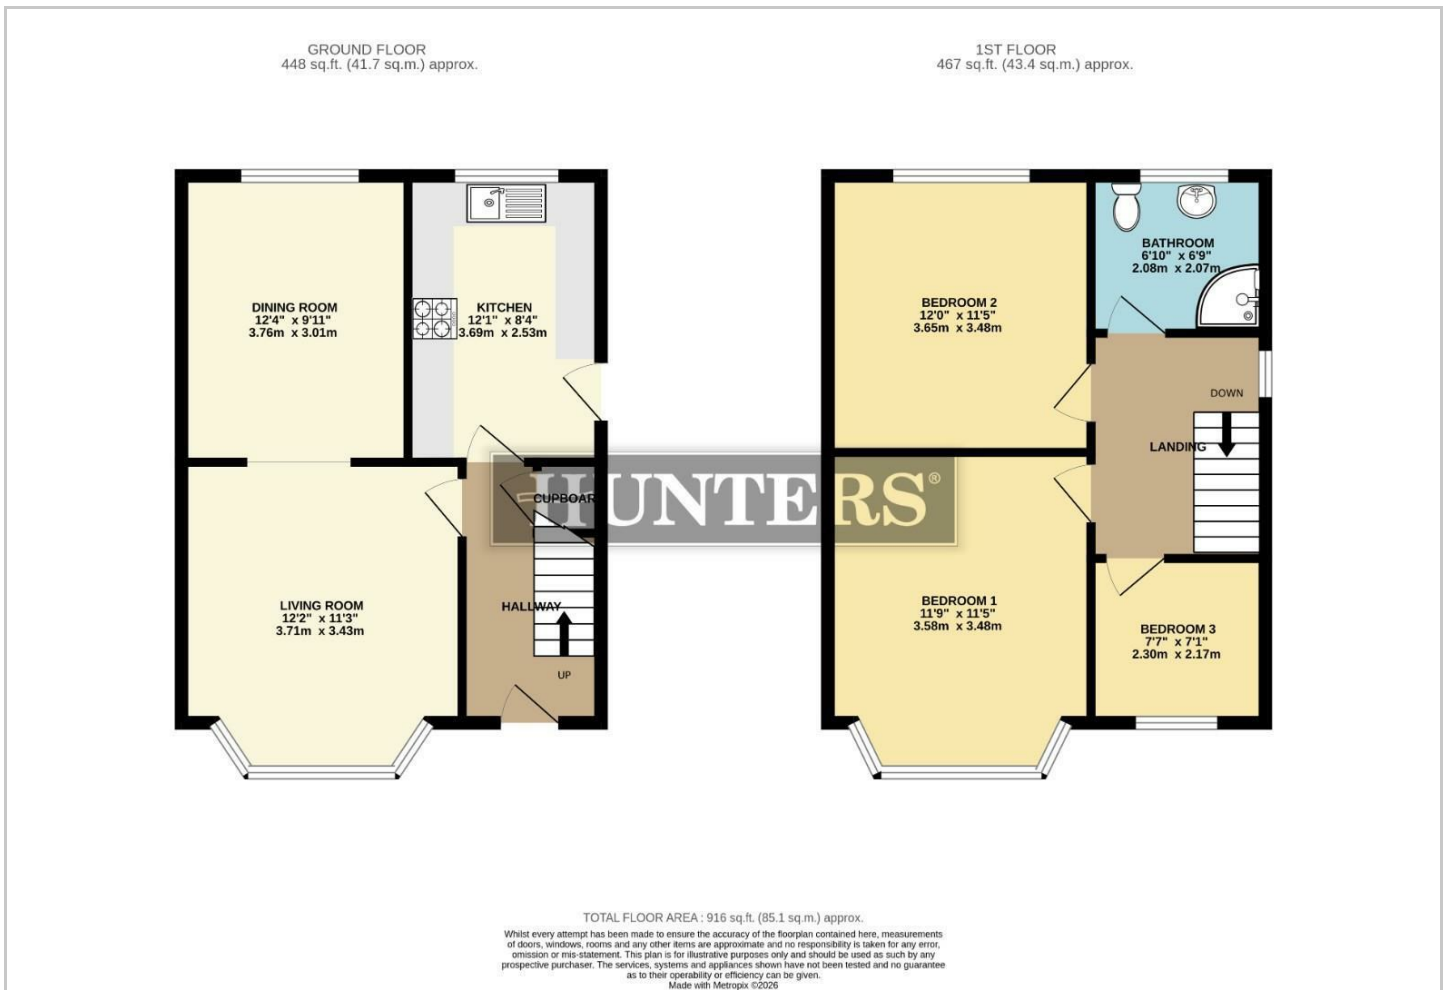 GROUND FLOOR
448 sq.ft. (41.7 sq.m.) approx.
1ST FLOOR
467 sq.ft. (43.4 sq.m.) approx.
DINING ROOM
12'4" x 9'11"
3.76m x 3.01m
KITCHEN
12'1" x 8'4"
3.69m x 2.53m
BEDROOM 2
12'0" x 11'5"
3.65m x 3.48m
BATHROOM
6'10" x 6'9"
2.08m x 2.07m
DOWN
LANDING
CUPBOAR
HUNTERS®
LIVING ROOM
12'2" x 11'3"
3.71m x 3.43m
HALLWAY
UP
BEDROOM 1
11'9" x 11'5"
3.58m x 3.48m
BEDROOM 3
7'7" x 7'1"
2.30m x 2.17m
TOTAL FLOOR AREA : 916 sq.ft. (85.1 sq.m.) approx.
Whilst every attempt has been made to ensure the accuracy of the floorplan contained here, measurements
of doors, windows, rooms and any other items are approximate and no responsibility is taken for any error,
omission or mis-statement. This plan is for illustrative purposes only and should be used as such by any
prospective purchaser. The services, systems and appliances shown have not been tested and no guarantee
as to their operability or efficiency can be given.
Made with Metropix ©2026